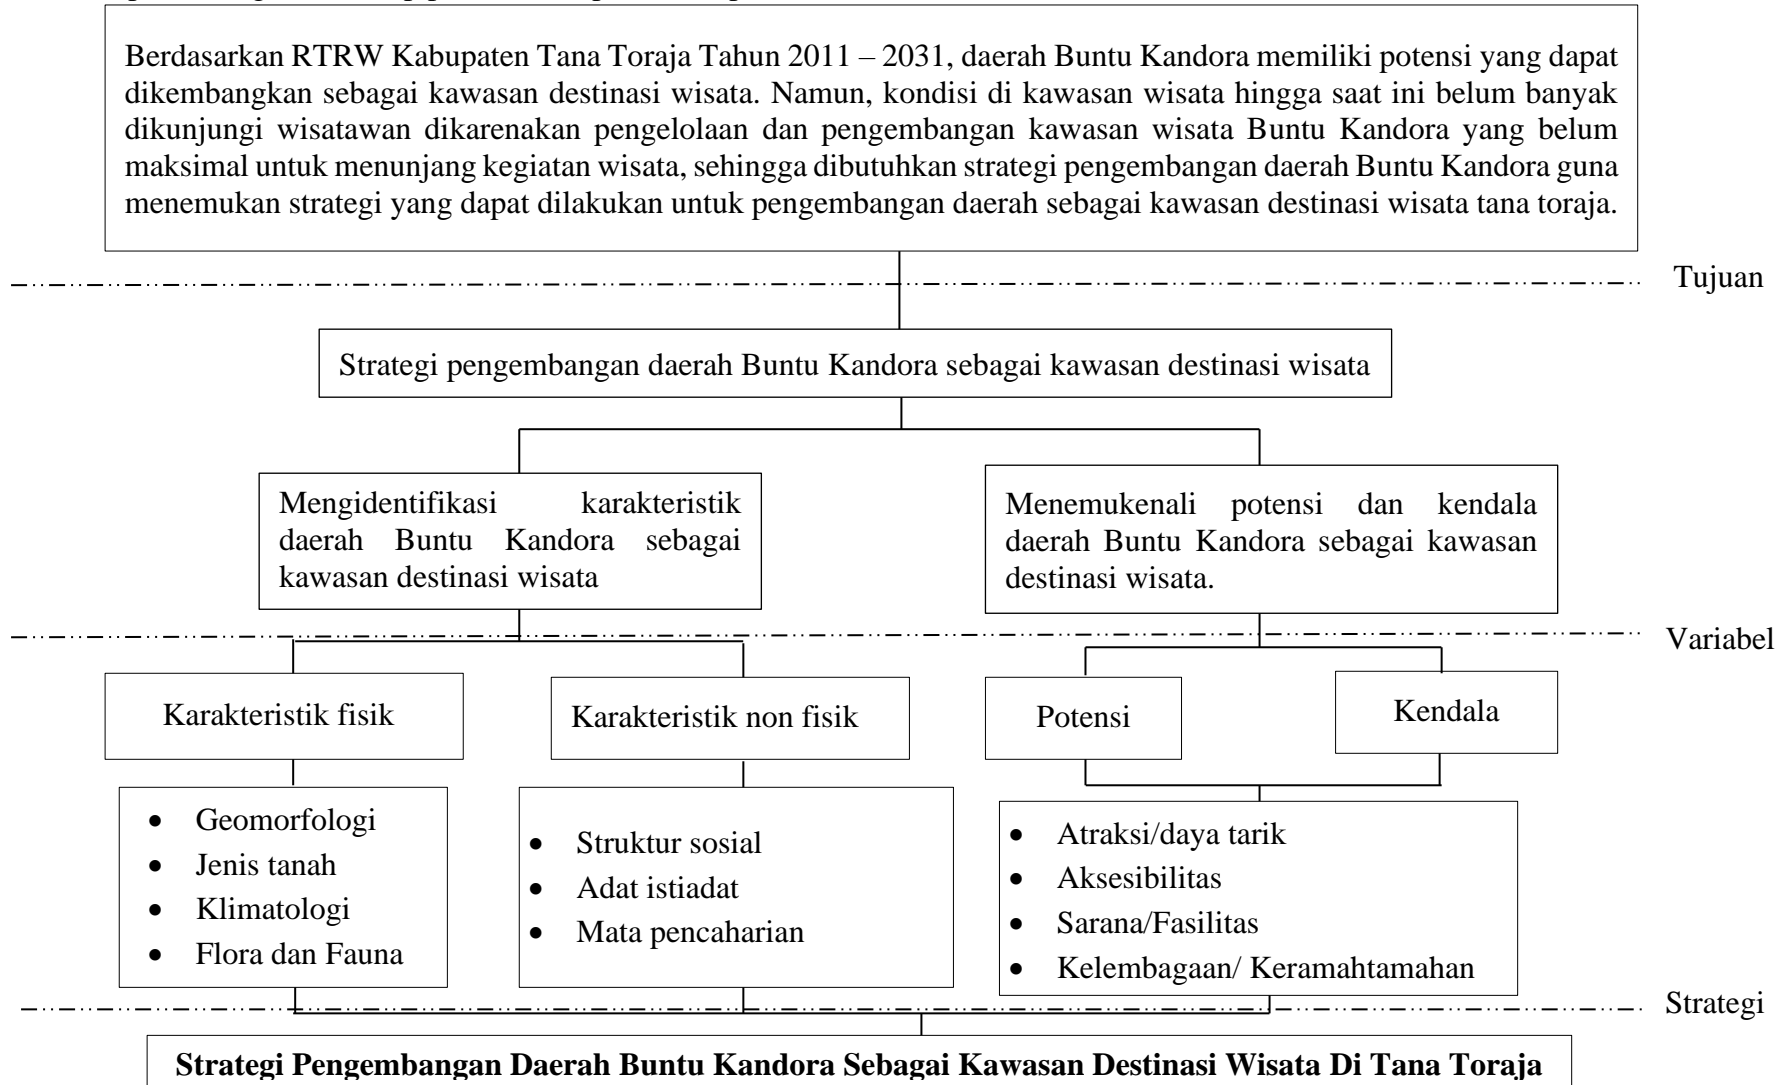 Berdasarkan RTRW Kabupaten Tana Toraja Tahun 2011 – 2031, daerah Buntu Kandora memiliki potensi yang dapat
dikembangkan sebagai kawasan destinasi wisata. Namun, kondisi di kawasan wisata hingga saat ini belum banyak
dikunjungi wisatawan dikarenakan pengelolaan dan pengembangan kawasan wisata Buntu Kandora yang belum
maksimal untuk menunjang kegiatan wisata, sehingga dibutuhkan strategi pengembangan daerah Buntu Kandora guna
menemukan strategi yang dapat dilakukan untuk pengembangan daerah sebagai kawasan destinasi wisata tana toraja.
Tujuan
Strategi pengembangan daerah Buntu Kandora sebagai kawasan destinasi wisata
Mengidentifikasi karakteristik
daerah Buntu Kandora sebagai
kawasan destinasi wisata
Menemukenali potensi dan kendala
daerah Buntu Kandora sebagai kawasan
destinasi wisata.
Variabel
Karakteristik fisik
Karakteristik non fisik
Potensi
Kendala
• Geomorfologi
• Jenis tanah
• Klimatologi
• Flora dan Fauna
• Struktur sosial
• Adat istiadat
• Mata pencaharian
• Atraksi/daya tarik
• Aksesibilitas
• Sarana/Fasilitas
• Kelembagaan/ Keramahtamahan
Strategi
Strategi Pengembangan Daerah Buntu Kandora Sebagai Kawasan Destinasi Wisata Di Tana Toraja